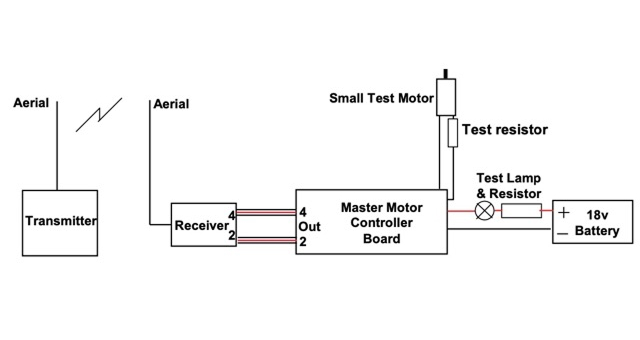 Aerial
Aerial
Small Test Motor
Test resistor
Test Lamp
& Resistor
Transmitter
Receiver
4
2
4
Out
2
Master Motor
Controller
Board
+ 18v
— Battery